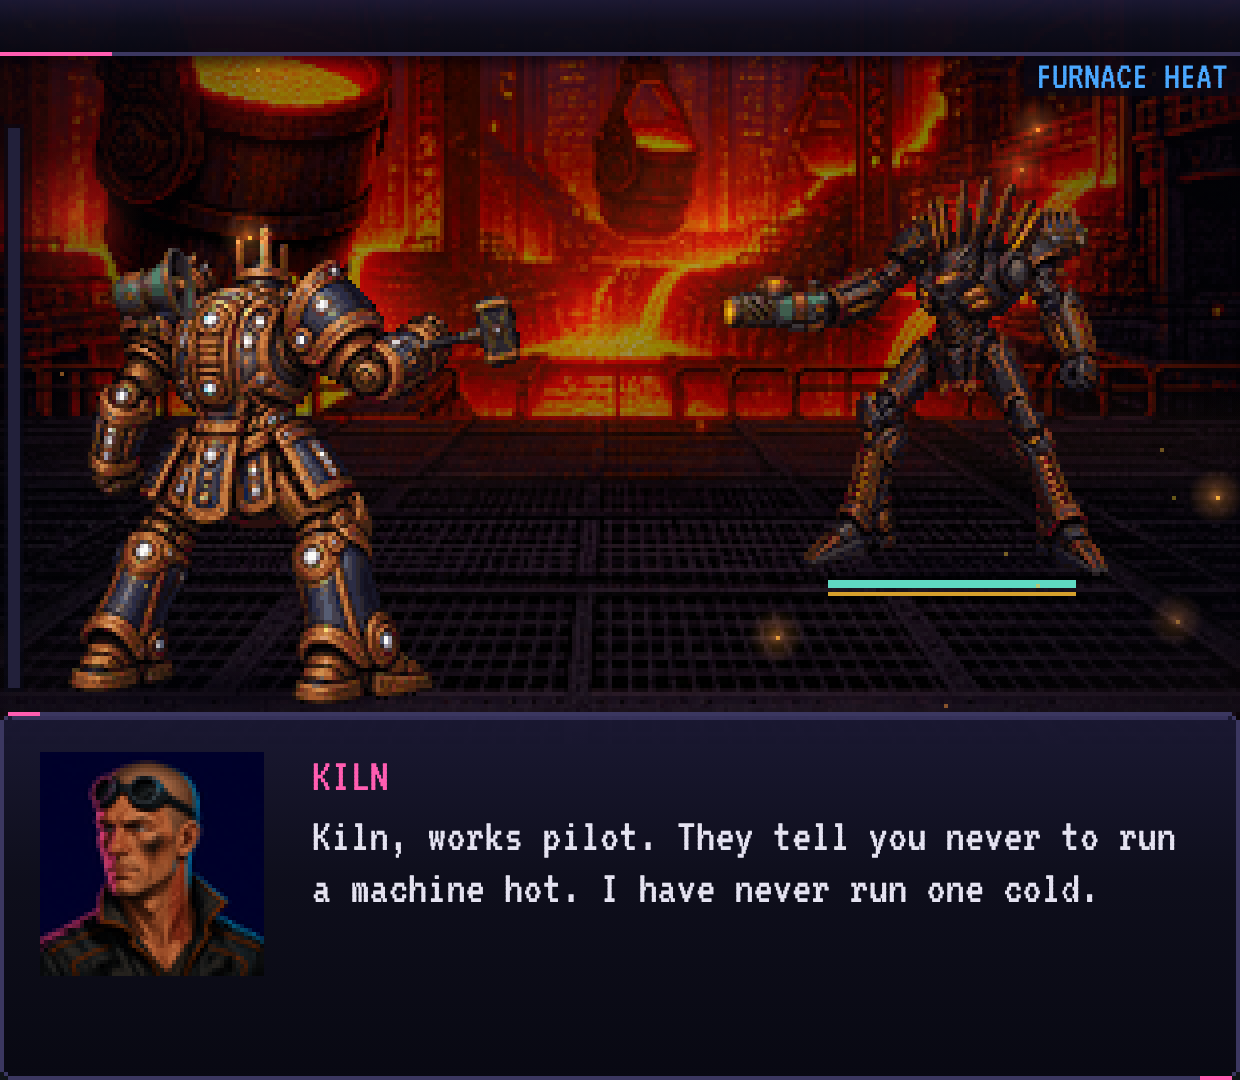 FURNACE HEAT
KILN
Kiln, works pilot. They tell you never to run
a machine hot. I have never run one cold.